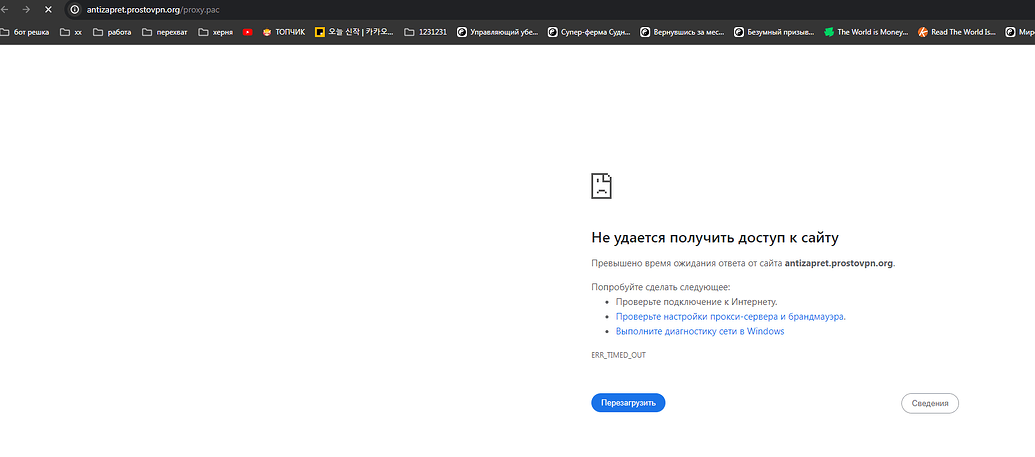 antizapret.prostovpn.org/proxy.pac
бот решка хх работа перехват херня ТОПЧИК 오늘 신작 | 카카오... 1231231 Управляющий убе... Супер-ферма Судн... Вернувшись за мес... Безумный призыв... The World is Money... Read The World Is... Мир
Не удается получить доступ к сайту
Превышено время ожидания ответа от сайта antizapret.prostovpn.org.
Попробуйте сделать следующее:
• Проверьте подключение к Интернету.
• Проверьте настройки прокси-сервера и брандмауэра.
• Выполните диагностику сети в Windows
ERR_TIMED_OUT
Перезагрузить Сведения